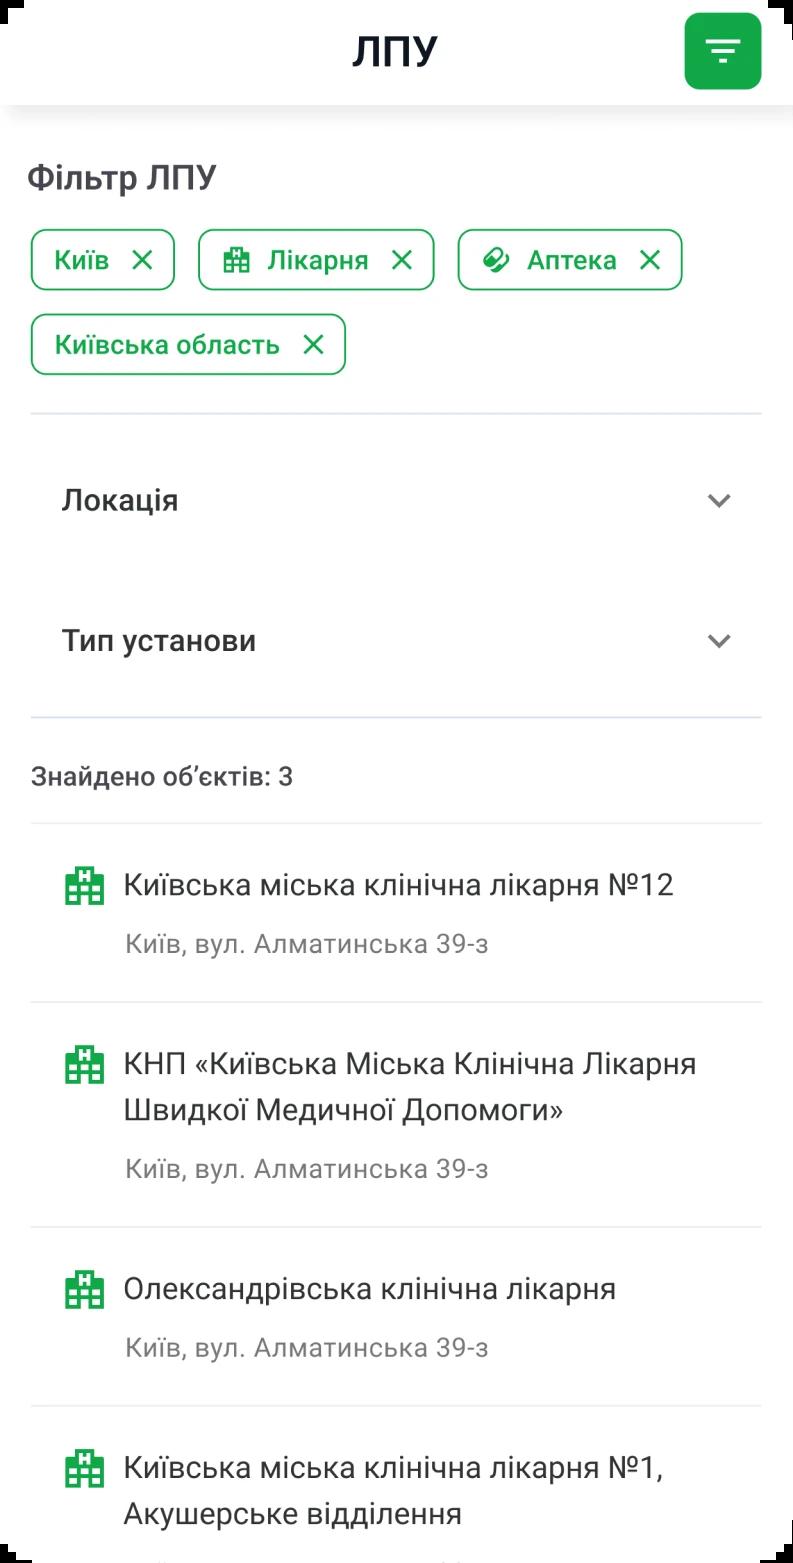 ЛПУ
Фільтр ЛПУ
Київ
Лікарня
Аптека
Київська область
Локація
Тип установи
Знайдено об’єктів: 3
Київська міська клінічна лікарня №12
Київ, вул. Алматинська 39-з
КНП «Київська Міська Клінічна Лікарня
Швидкої Медичної Допомоги»
Київ, вул. Алматинська 39-з
Олександрівська клінічна лікарня
Київ, вул. Алматинська 39-з
Київська міська клінічна лікарня №1,
Акушерське відділення